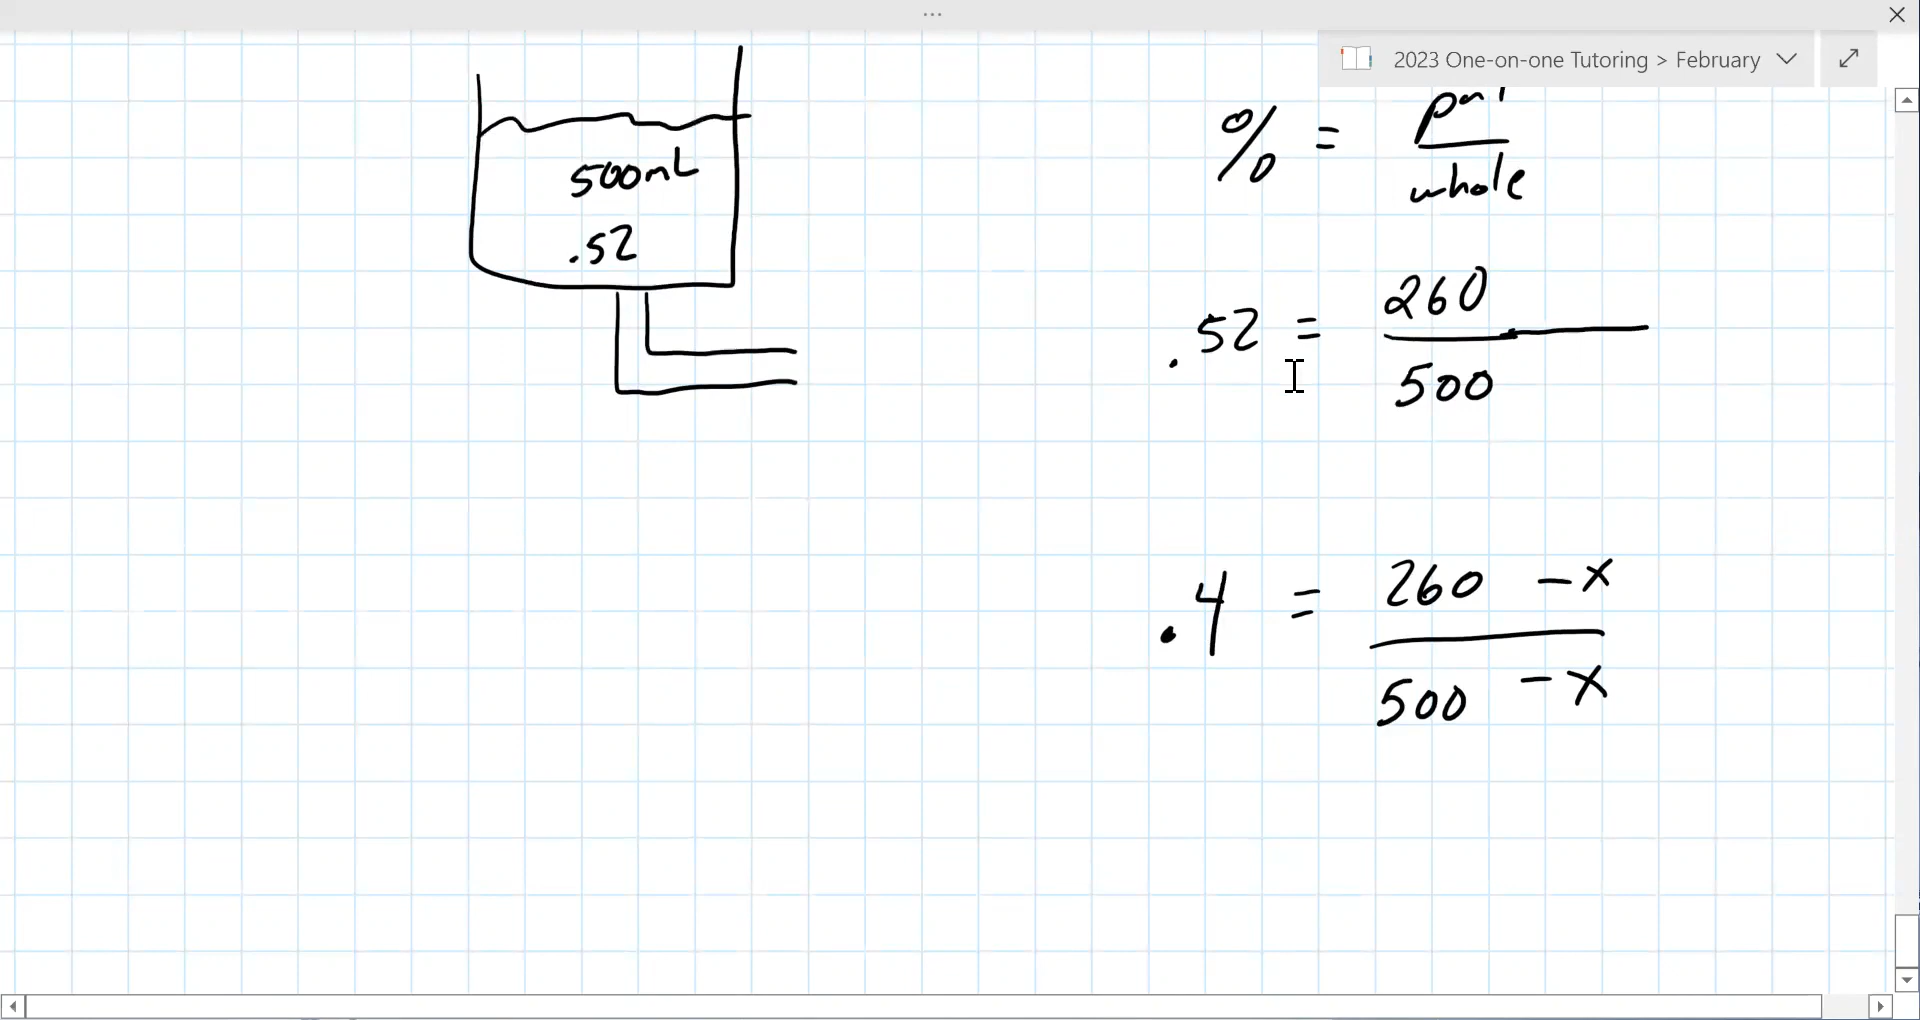 ...
2023 One-on-one Tutoring > February
500mL
.52
% = part
whole
.52 = 260
500
.4 = 260 - x
500 - x